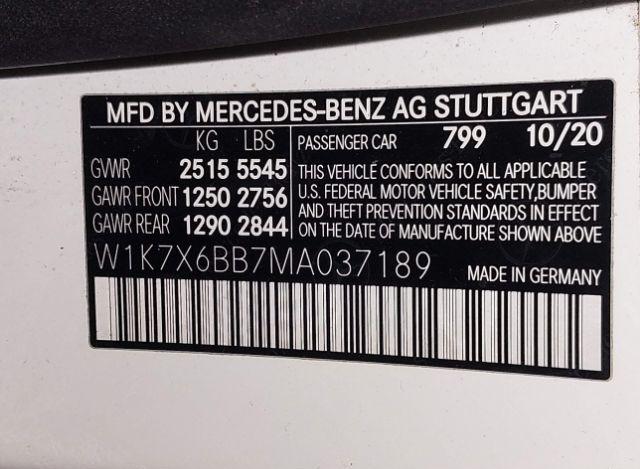 MFD BY MERCEDES-BENZ AG STUTTGART
KG LBS
GVWR 2515 5545
GAWR FRONT 1250 2756
GAWR REAR 1290 2844
PASSENGER CAR 799 10/20
THIS VEHICLE CONFORMS TO ALL APPLICABLE
U.S. FEDERAL MOTOR VEHICLE SAFETY,BUMPER
AND THEFT PREVENTION STANDARDS IN EFFECT
ON THE DATE OF MANUFACTURE SHOWN ABOVE
W1K7X6BB7MA037189
MADE IN GERMANY